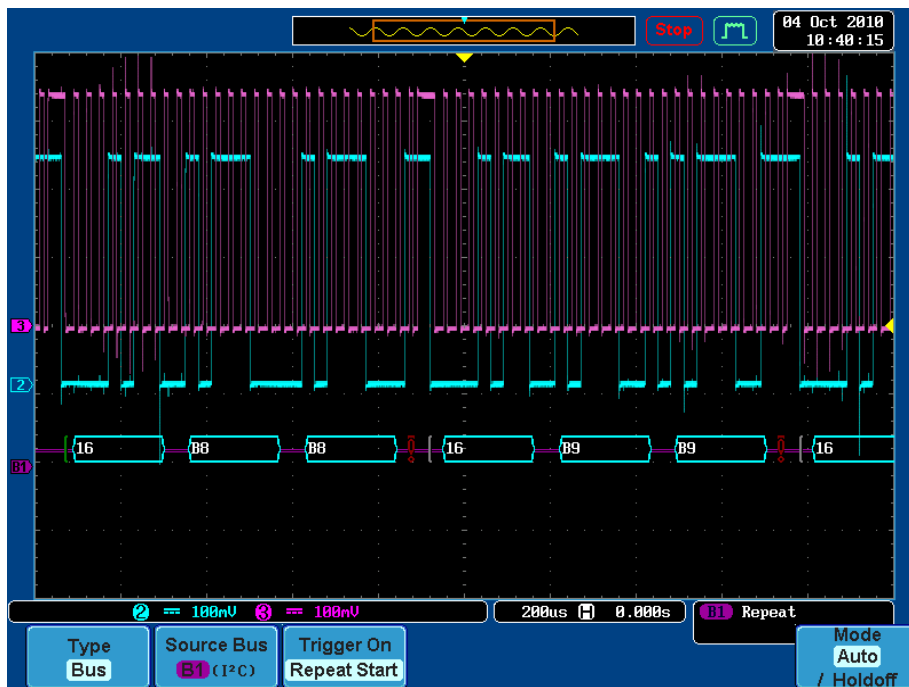 Stop
04 Oct 2010
10:40:15
3
2
16 B8 B8 16 B9 B9 16
B1
2 100mV 3 100mV
200us H 0.000s
B1 Repeat
Type
Bus
Source Bus
B1 (I²C)
Trigger On
Repeat Start
Mode
Auto
/ Holdoff